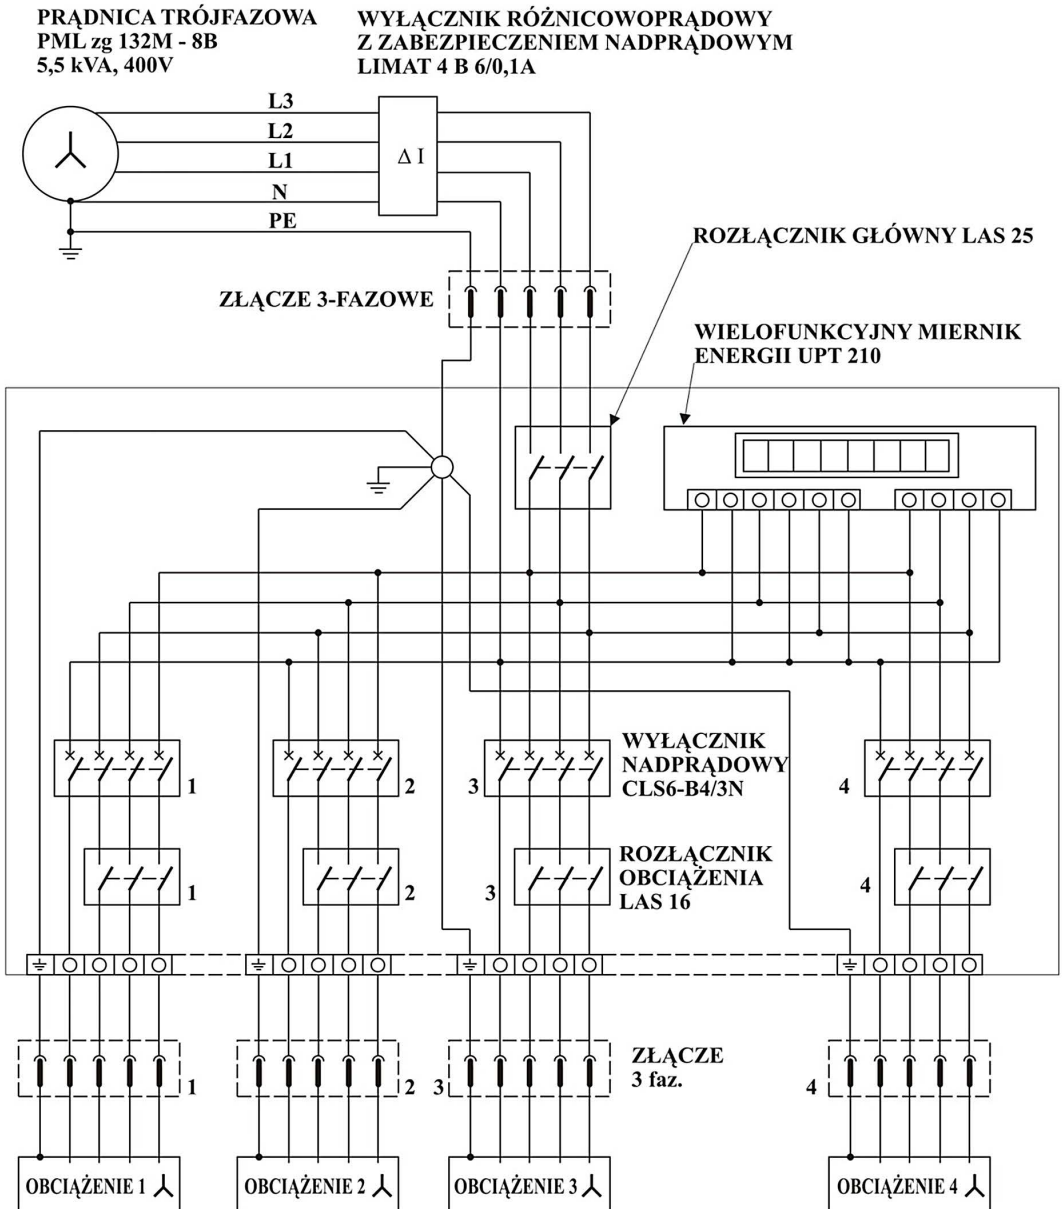 PRĄDNICA TRÓJFAZOWA
PML zg 132M - 8B
5,5 kVA, 400V
WYŁĄCZNIK RÓŻNICOWOPRĄDOWY
Z ZABEZPIECZENIEM NADPRĄDOWYM
LIMAT 4 B 6/0,1A
L3
L2
L1
N
PE
Δ I
ROZŁĄCZNIK GŁÓWNY LAS 25
ZŁĄCZE 3-FAZOWE
WIELOFUNKCYJNY MIERNIK
ENERGII UPT 210
1
2
3
WYŁĄCZNIK
NADPRĄDOWY
CLS6-B4/3N
4
1
2
3
ROZŁĄCZNIK
OBCIĄŻENIA
LAS 16
4
1
2
3
ZŁĄCZE
3 faz.
4
OBCIĄŻENIE 1
OBCIĄŻENIE 2
OBCIĄŻENIE 3
OBCIĄŻENIE 4